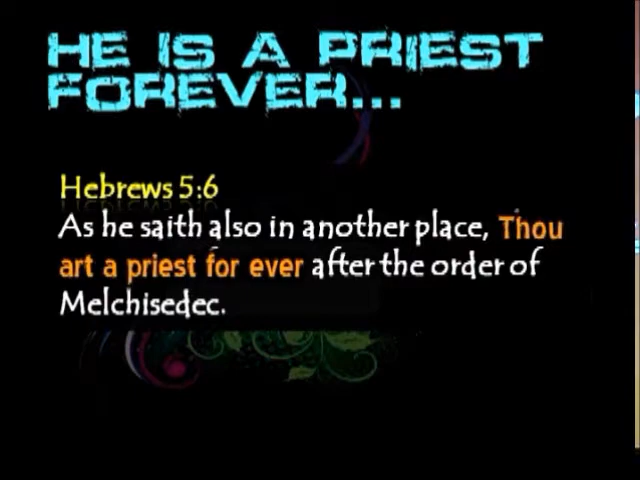 HE IS A PRIEST
FOREVER...
Hebrews 5:6
As he saith also in another place, Thou
art a priest for ever after the order of
Melchisedec.